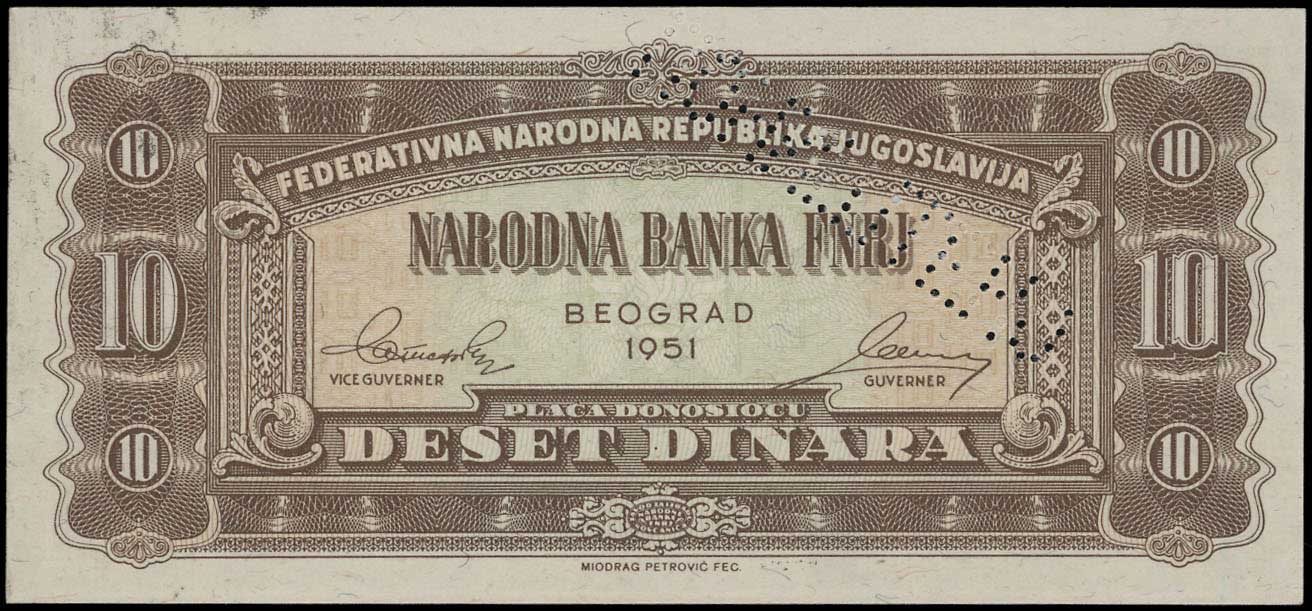 10
10
FEDERATIVNA NARODNA REPUBLIKA JUGOSLAVIJA
NARODNA BANKA FNRJ
10
10
BEOGRAD
1951
VICE GUVERNER
GUVERNER
PLAĆA DONOSIOCU
DESET DINARA
10
10
MIODRAG PETROVIĆ FEC.